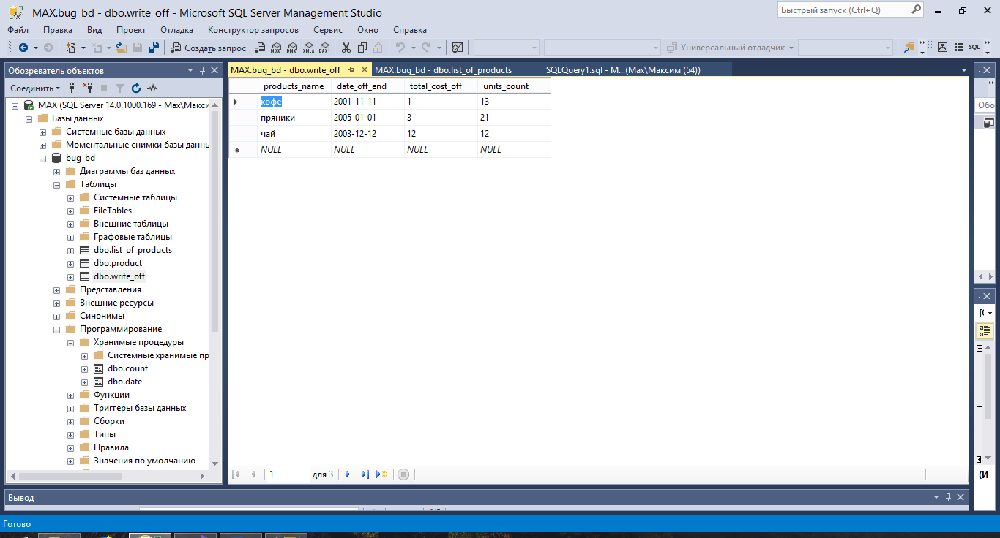 MAX.bug_bd - dbo.write_off - Microsoft SQL Server Management Studio
Быстрый запуск (Ctrl+Q)
Файл Правка Вид Проект Отладка Конструктор запросов Сервис Окно Справка
Создать запрос MDX DMX XMLA DAX Универсальный отладчик SQL
Обозреватель объектов
MAX.bug_bd - dbo.write_off MAX.bug_bd - dbo.list_of_products SQLQuery1.sql - M...(Max\Максим (54))
Соединить
MAX (SQL Server 14.0.1000.169 - Max\Макси
Базы данных
Системные базы данных
Моментальные снимки базы даннь
bug_bd
Диаграммы баз данных
Таблицы
Системные таблицы
FileTables
Внешние таблицы
Графовые таблицы
dbo.list_of_products
dbo.product
dbo.write_off
Представления
Внешние ресурсы
Синонимы
Программирование
Хранимые процедуры
Системные хранимые пр
dbo.count
dbo.date
Функции
Триггеры базы данных
Сборки
Типы
Правила
Значения по умолчанию
products_name date_off_end total_cost_off units_count
кофе 2001-11-11 1 13
пряники 2005-01-01 3 21
чай 2003-12-12 12 12
NULL NULL NULL NULL
1 для 3
Обо
(И
Вывод
Готово